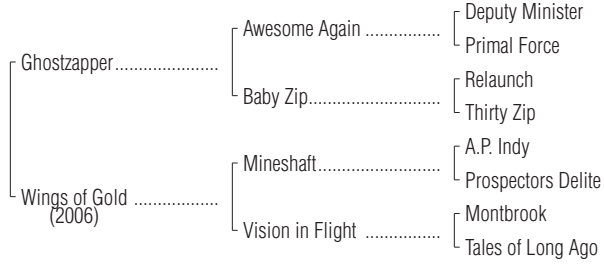 Deputy Minister
Awesome Again ..................
Primal Force
Ghostzapper.......................
Relaunch
Baby Zip.............................
Thirty Zip
A.P. Indy
Mineshaft...........................
Prospectors Delite
Wings of Gold ...................
(2006)
Montbrook
Vision in Flight .................
Tales of Long Ago